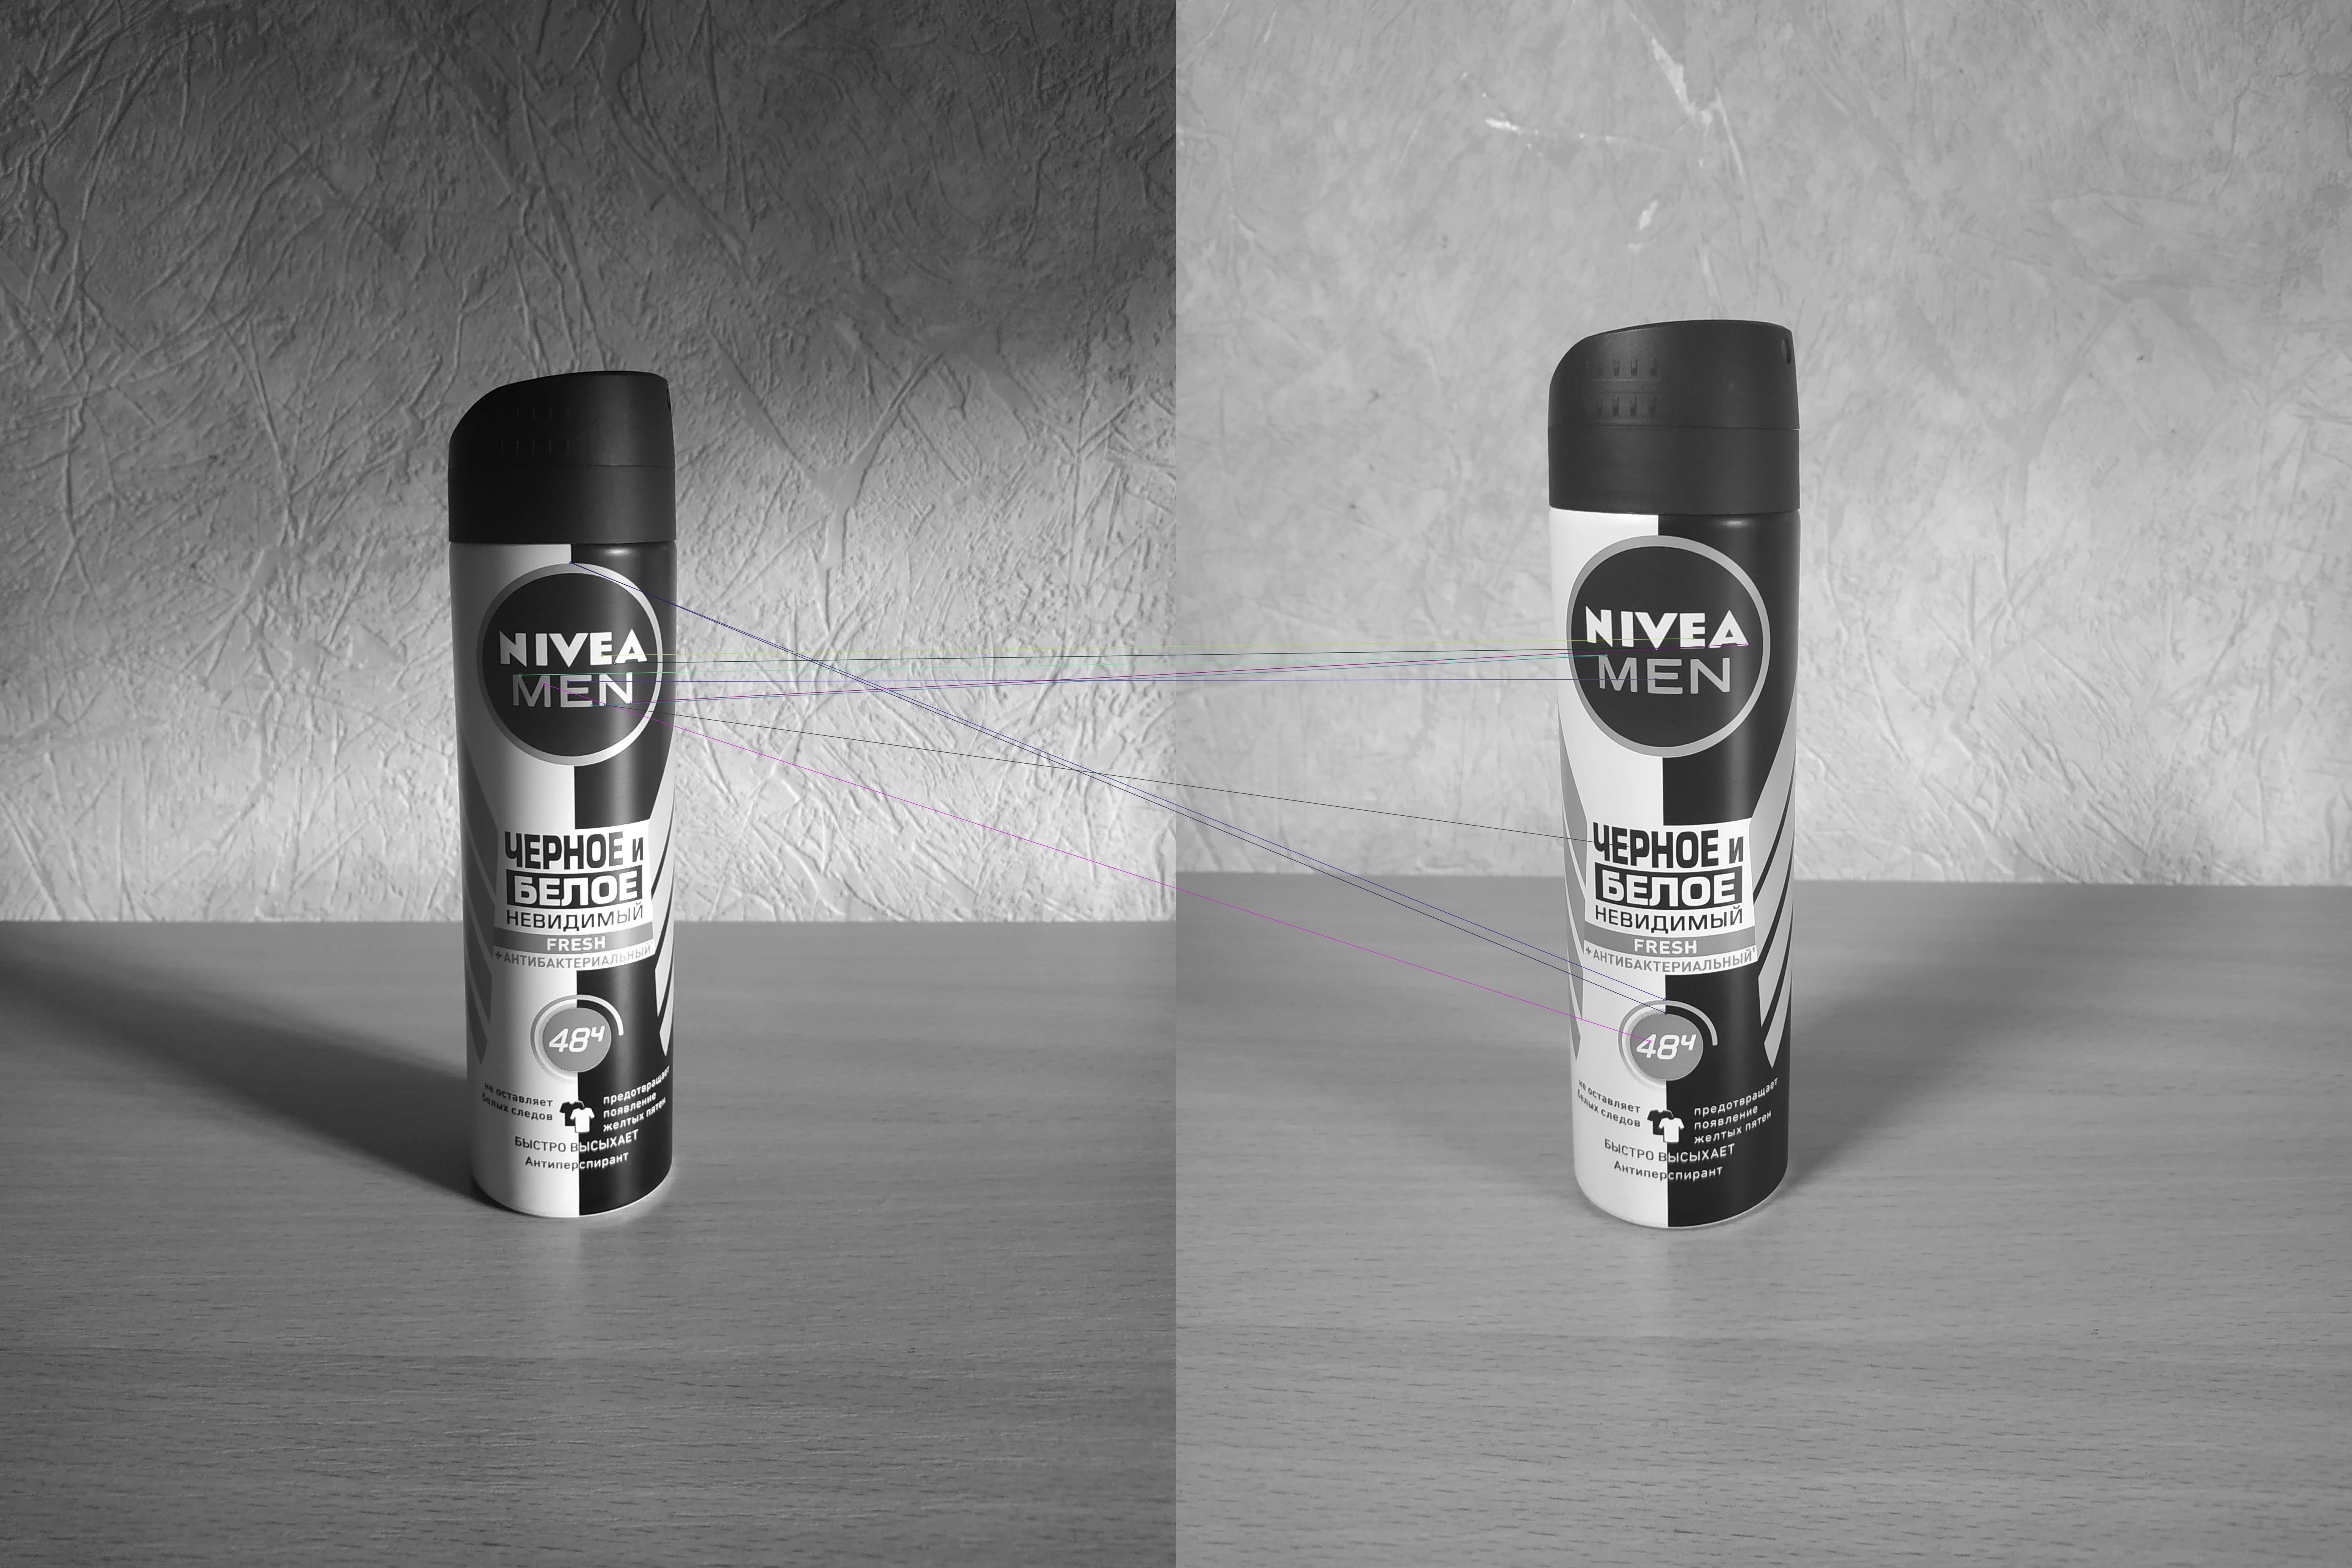 NIVEA
MEN
ЧЕРНОЕ и
БЕЛОЕ
НЕВИДИМЫЙ
FRESH
+АНТИБАКТЕРИАЛЬНЫЙ
48ч
не оставляет
белых следов
предотвращает
появление
желтых пятен
БЫСТРО ВЫСЫХАЕТ
Антиперспирант
NIVEA
MEN
ЧЕРНОЕ и
БЕЛОЕ
НЕВИДИМЫЙ
FRESH
+АНТИБАКТЕРИАЛЬНЫЙ¹
48ч
не оставляет
белых следов
предотвращает
появление
желтых пятен
БЫСТРО ВЫСЫХАЕТ
Антиперспирант